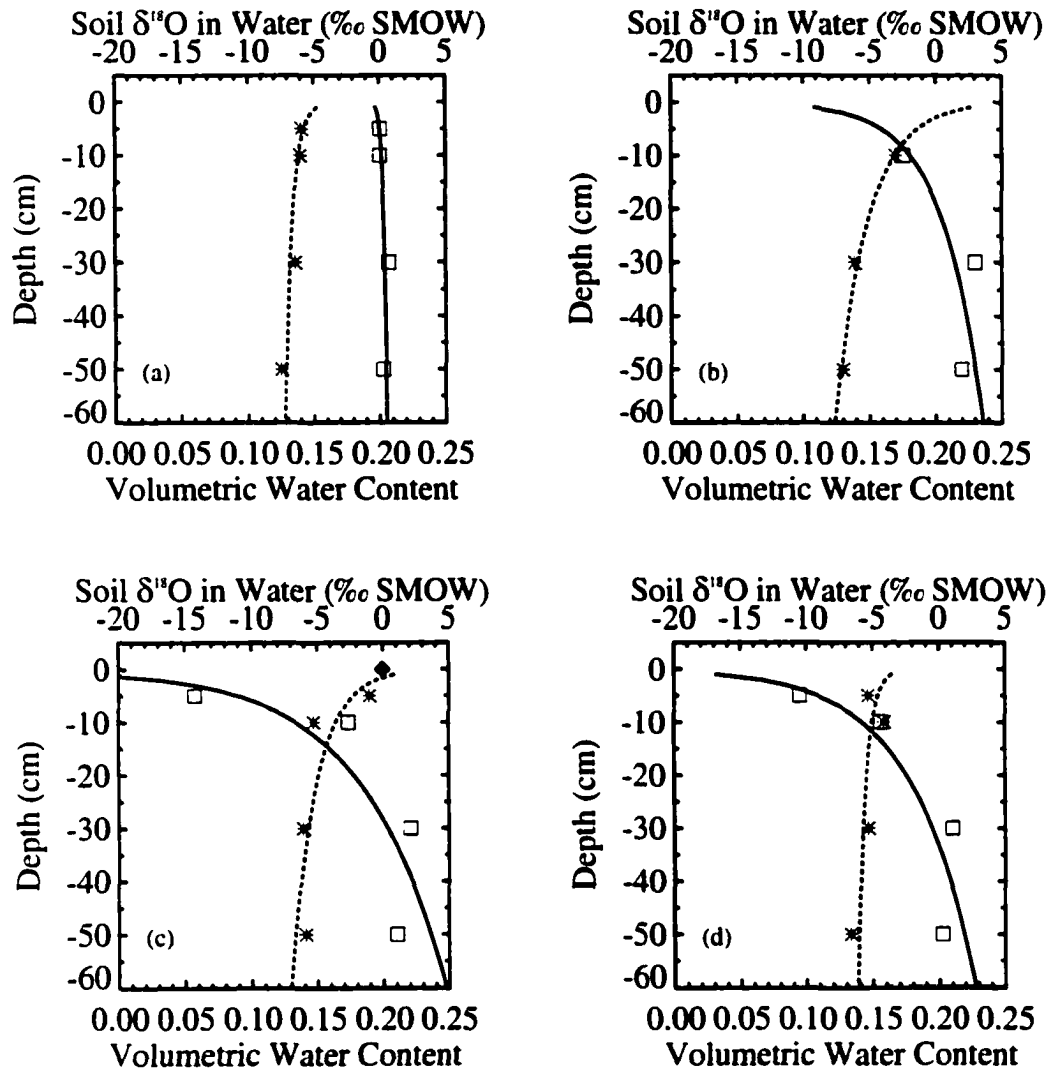 Soil δ¹⁸O in Water (‰ SMOW)
-20 -15 -10 -5 0 5
0
-10
-20
-30
-40
-50
-60
Depth (cm)
(a)
0.00 0.05 0.10 0.15 0.20 0.25
Volumetric Water Content
Soil δ¹⁸O in Water (‰ SMOW)
-20 -15 -10 -5 0 5
0
-10
-20
-30
-40
-50
-60
Depth (cm)
(b)
0.00 0.05 0.10 0.15 0.20 0.25
Volumetric Water Content
Soil δ¹⁸O in Water (‰ SMOW)
-20 -15 -10 -5 0 5
0
-10
-20
-30
-40
-50
-60
Depth (cm)
(c)
0.00 0.05 0.10 0.15 0.20 0.25
Volumetric Water Content
Soil δ¹⁸O in Water (‰ SMOW)
-20 -15 -10 -5 0 5
0
-10
-20
-30
-40
-50
-60
Depth (cm)
(d)
0.00 0.05 0.10 0.15 0.20 0.25
Volumetric Water Content